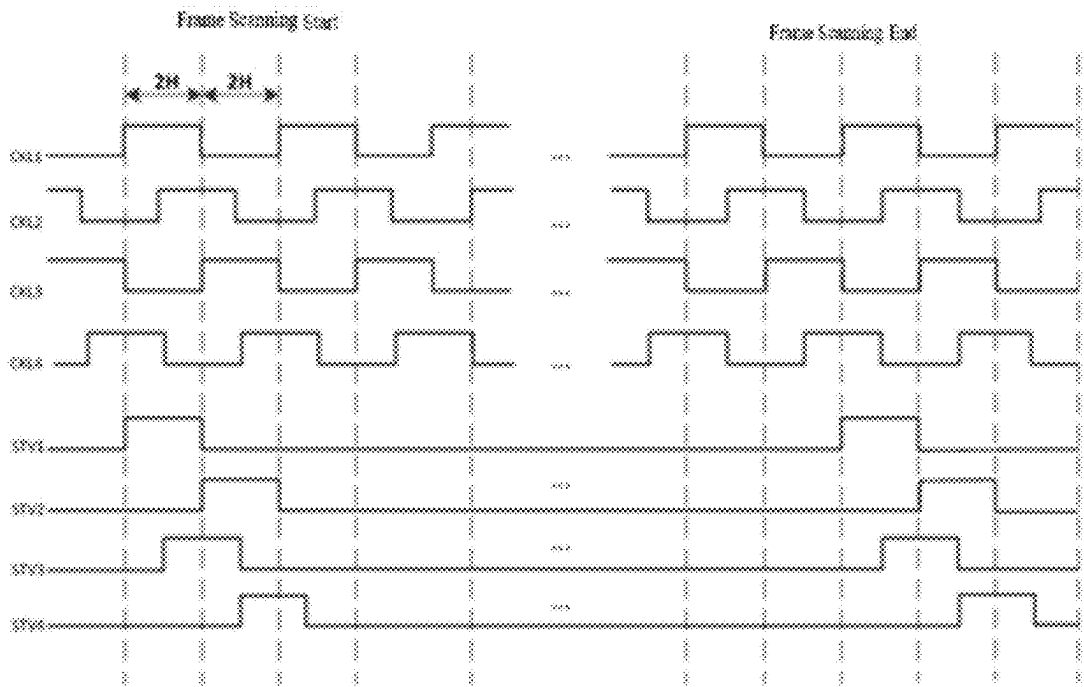 Frame Scanning Start
Frame Scanning End
2H 2H
CKL1
...
CKL2
...
CKL3
...
CKL4
...
STV1
...
STV2
...
STV3
...
STV4